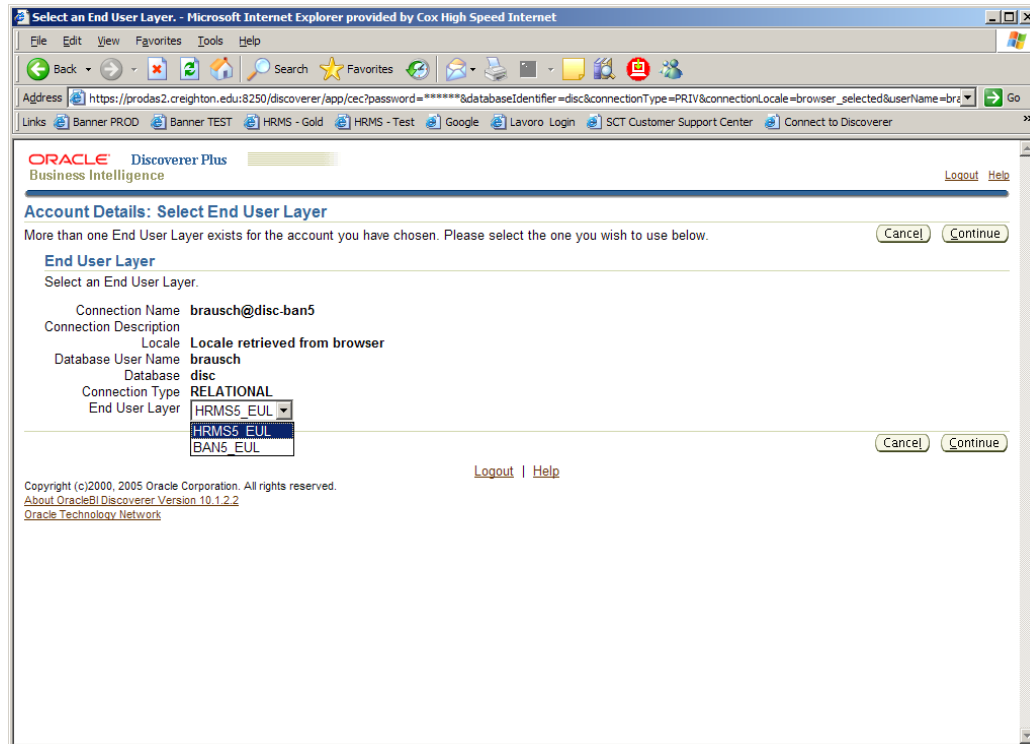 Select an End User Layer. - Microsoft Internet Explorer provided by Cox High Speed Internet
File Edit View Favorites Tools Help
Back Search Favorites
Address https://prodas2.creighton.edu:8250/discoverer/app/cec?password=******&databaseIdentifier=disc&connectionType=PRIV&connectionLocale=browser_selected&userName=bra Go
Links Banner PROD Banner TEST HRMS - Gold HRMS - Test Google Lavoro Login SCT Customer Support Center Connect to Discoverer »
ORACLE Discoverer Plus
Business Intelligence
Logout Help
Account Details: Select End User Layer
More than one End User Layer exists for the account you have chosen. Please select the one you wish to use below. Cancel Continue
End User Layer
Select an End User Layer.
Connection Name brausch@disc-ban5
Connection Description
Locale Locale retrieved from browser
Database User Name brausch
Database disc
Connection Type RELATIONAL
End User Layer HRMS5_EUL
HRMS5_EUL
BAN5_EUL
Cancel Continue
Logout | Help
Copyright (c)2000, 2005 Oracle Corporation. All rights reserved.
About OracleBI Discoverer Version 10.1.2.2
Oracle Technology Network